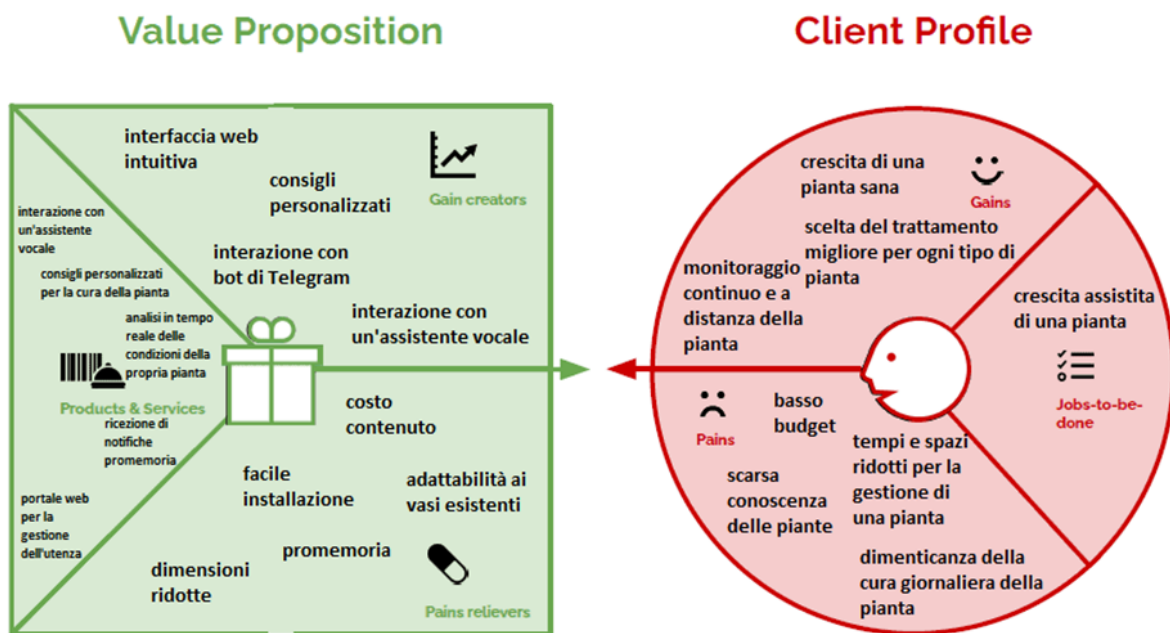 Value Proposition
interfaccia web
intuitiva
consigli
personalizzati
Gain creators
interazione con
bot di Telegram
interazione con
un'assistente vocale
interazione con
un'assistente
vocale
consigli personalizzati
per la cura della pianta
analisi in tempo
reale delle
condizioni della
propria pianta
Products & Services
ricezione di
notifiche
promemoria
portale web
per la
gestione
dell'utenza
costo
contenuto
facile
installazione
adattabilità ai
vasi esistenti
promemoria
dimensioni
ridotte
Pains relievers
Client Profile
crescita di una
pianta sana
Gains
scelta del trattamento
migliore per ogni tipo di
pianta
monitoraggio
continuo e a
distanza della
pianta
crescita assistita
di una pianta
Jobs-to-be-
done
Pains
basso
budget
scarsa
conoscenza
delle piante
tempi e spazi
ridotti per la
gestione di
una pianta
dimenticanza della
cura giornaliera della
pianta